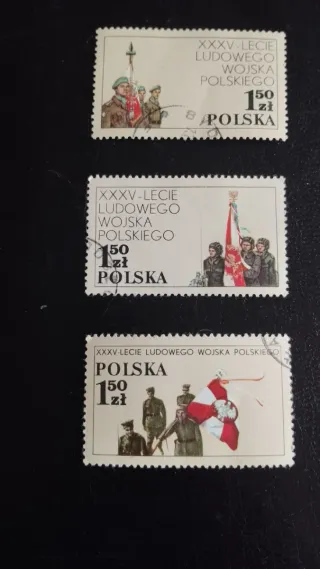 XXXV-LECIE
LUDOWEGO
WOJSKA
POLSKIEGO
1.50 zł
POLSKA
XXXV-LECIE
LUDOWEGO
WOJSKA
POLSKIEGO
1.50 zł
POLSKA
XXXV-LECIE LUDOWEGO WOJSKA POLSKIEGO
POLSKA
1.50 zł